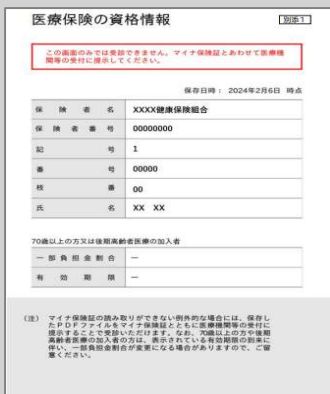 医療保険の資格情報
別添1
この画面のみでは受診できません。マイナ保険証とあわせて医療機
関等の受付に提示してください。
保存日時： 2024年2月6日 時点
保険者名 XXXX健康保険組合
保険者番号 00000000
記号 1
番号 00000
枝番 00
氏名 XX XX
70歳以上の方又は後期高齢者医療の加入者
一部負担金割合 －
有効期限 －
(注) マイナ保険証の読み取りができない例外的な場合には、保存し
たPDFファイルをマイナ保険証とともに医療機関等の受付に
提示することで受診いただけます。なお、70歳以上の方や後期
高齢者医療の加入者の方は、表示されている有効期限の到来に
伴い、一部負担金割合が変更になる場合がありますので、ご留
意ください。